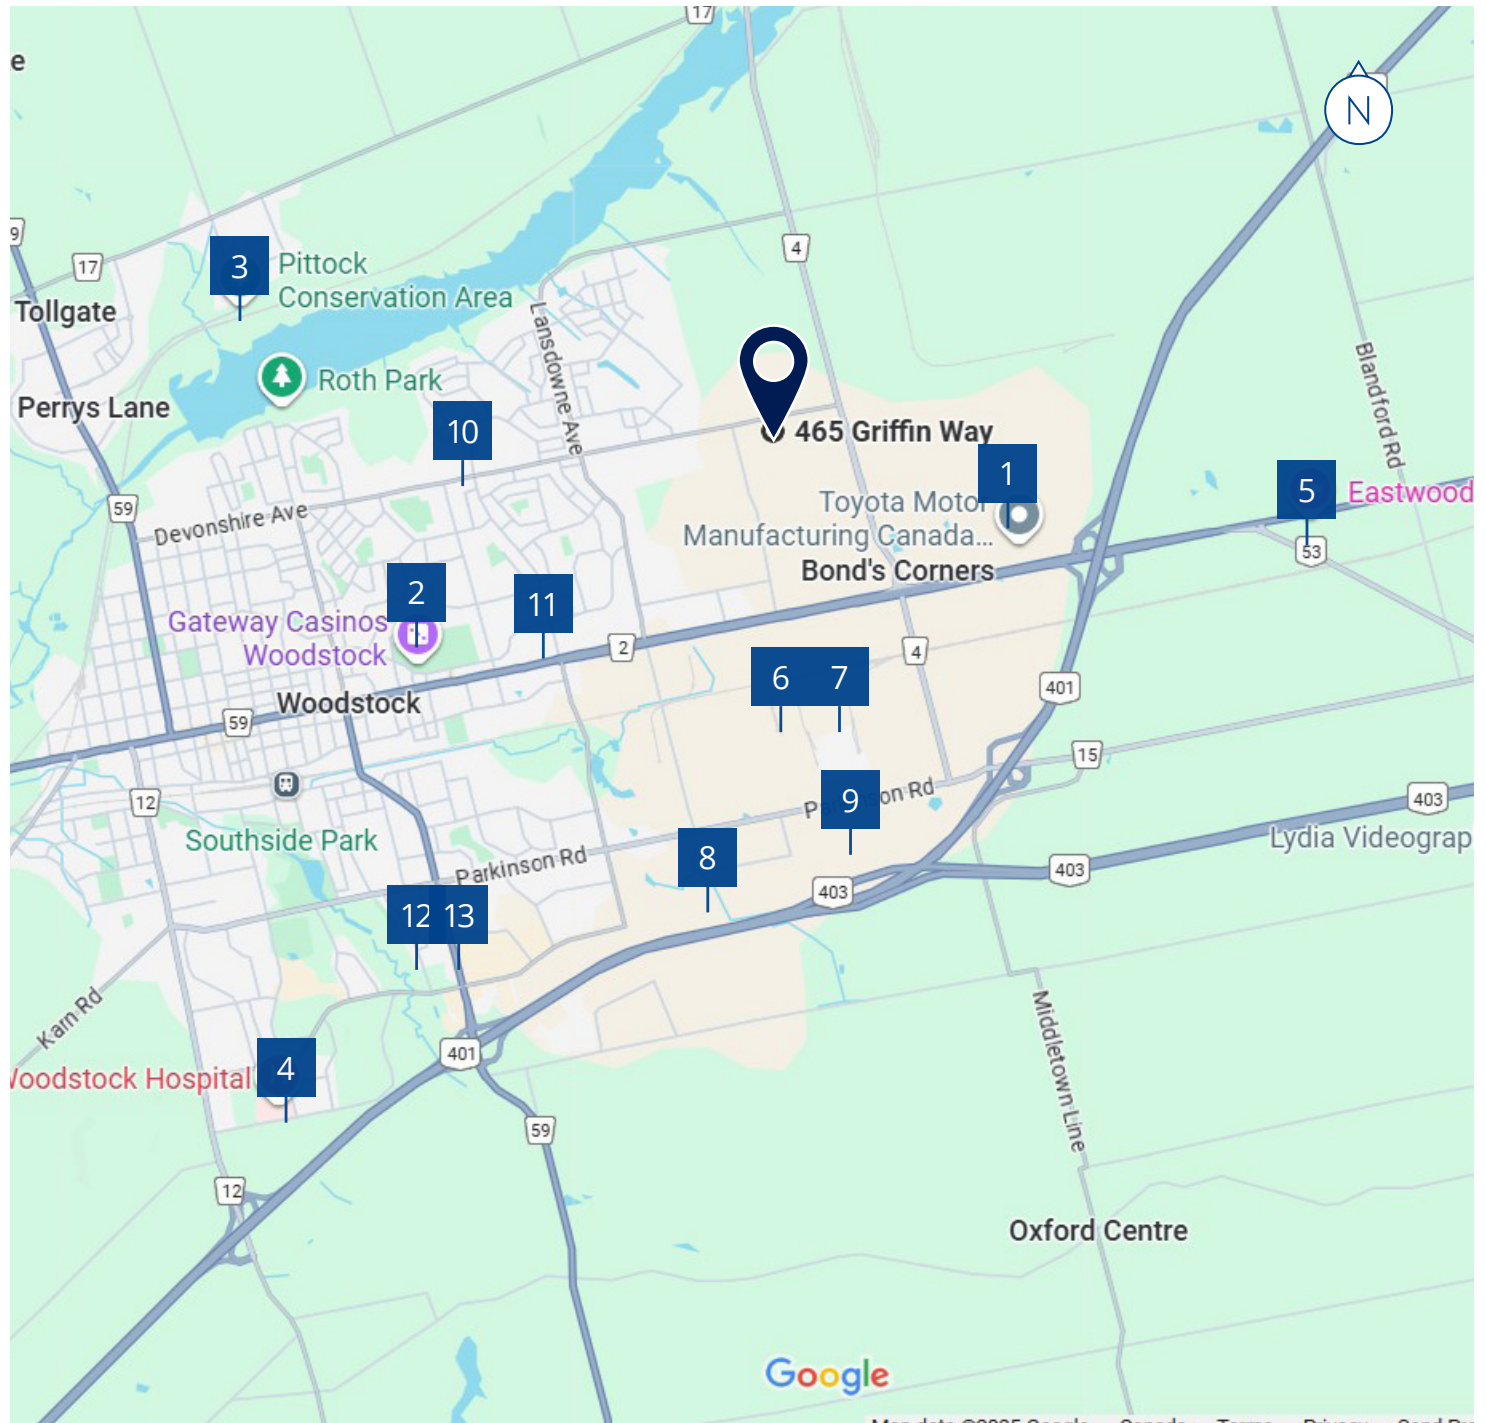 17
e
N
9
3
Pittock
Conservation Area
17
4
Tollgate
Lansdowne Ave
Blandford Rd
Roth Park
Perrys Lane
10
465 Griffin Way
1
5
Eastwood
59
Devonshire Ave
Toyota Motor
Manufacturing Canada...
53
Bond's Corners
2
11
Gateway Casinos
Woodstock
2
4
6
7
401
Woodstock
59
15
12
9
Parkinson Rd
403
Southside Park
Lydia Videograp
8
Parkinson Rd
403
403
12
13
Karn Rd
Middletown Line
401
4
Woodstock Hospital
59
12
Oxford Centre
Google